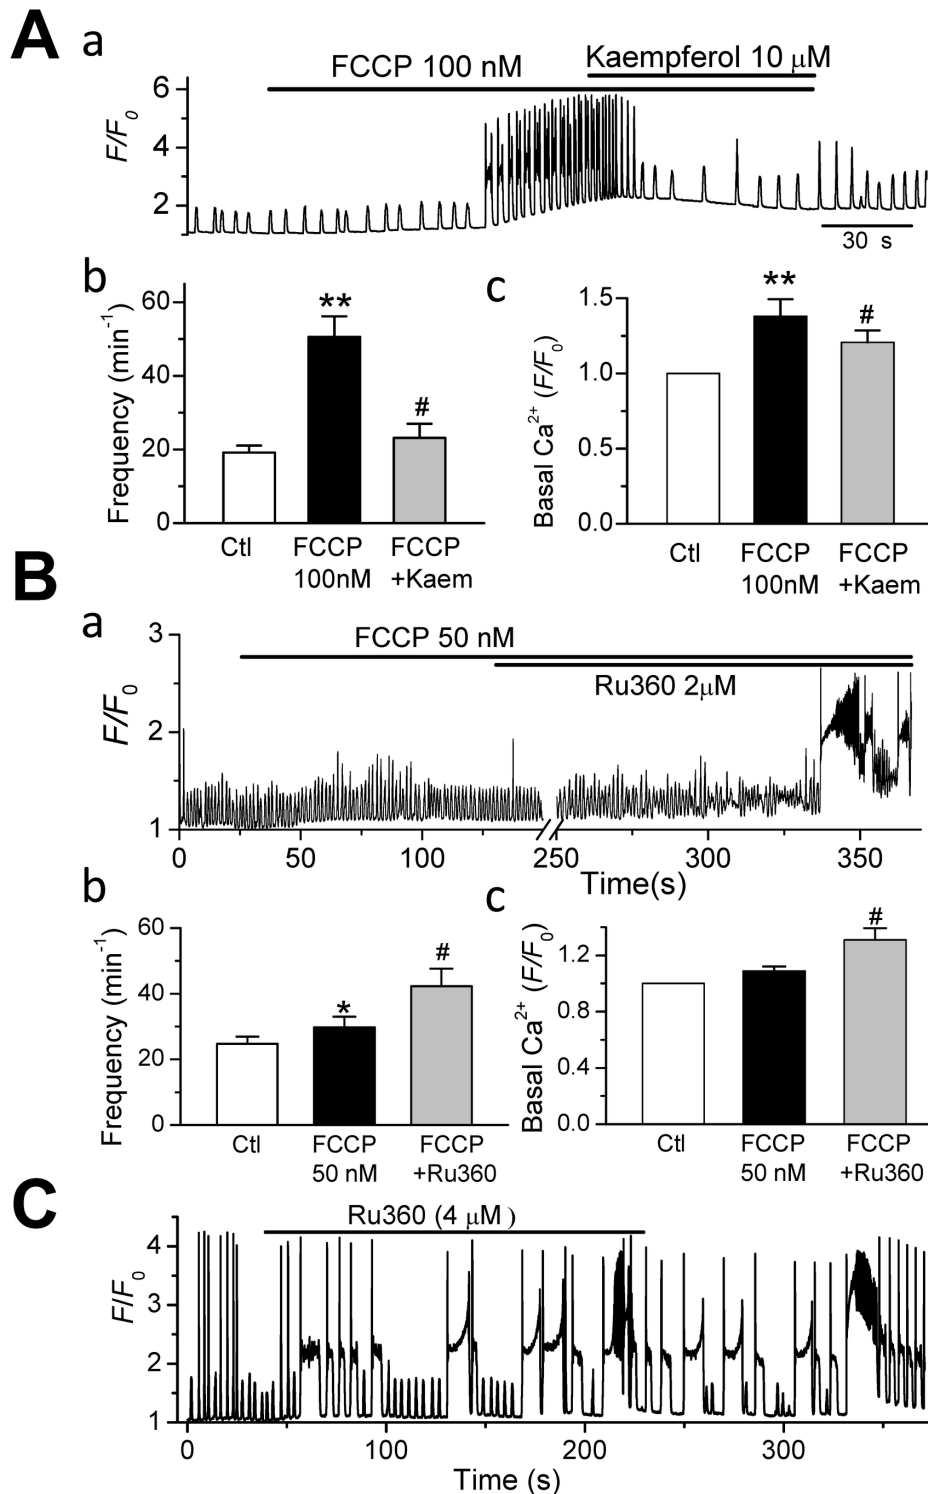 A
a
FCCP 100 nM
Kaempferol 10 μM
F/F0
6
4
2
30 s
b
Frequency (min-1)
60
40
20
0
**
#
Ctl
FCCP
100nM
FCCP
+Kaem
c
Basal Ca2+ (F/F0)
1.5
1.0
0.5
0.0
**
#
Ctl
FCCP
100nM
FCCP
+Kaem
B
a
FCCP 50 nM
Ru360 2μM
F/F0
3
2
1
0 50 100 250 300 350
Time(s)
b
Frequency (min-1)
60
40
20
0
*
#
Ctl
FCCP
50 nM
FCCP
+Ru360
c
Basal Ca2+ (F/F0)
1.2
0.8
0.4
0.0
#
Ctl
FCCP
50 nM
FCCP
+Ru360
C
Ru360 (4 μM )
F/F0
4
3
2
1
0 100 200 300
Time (s)